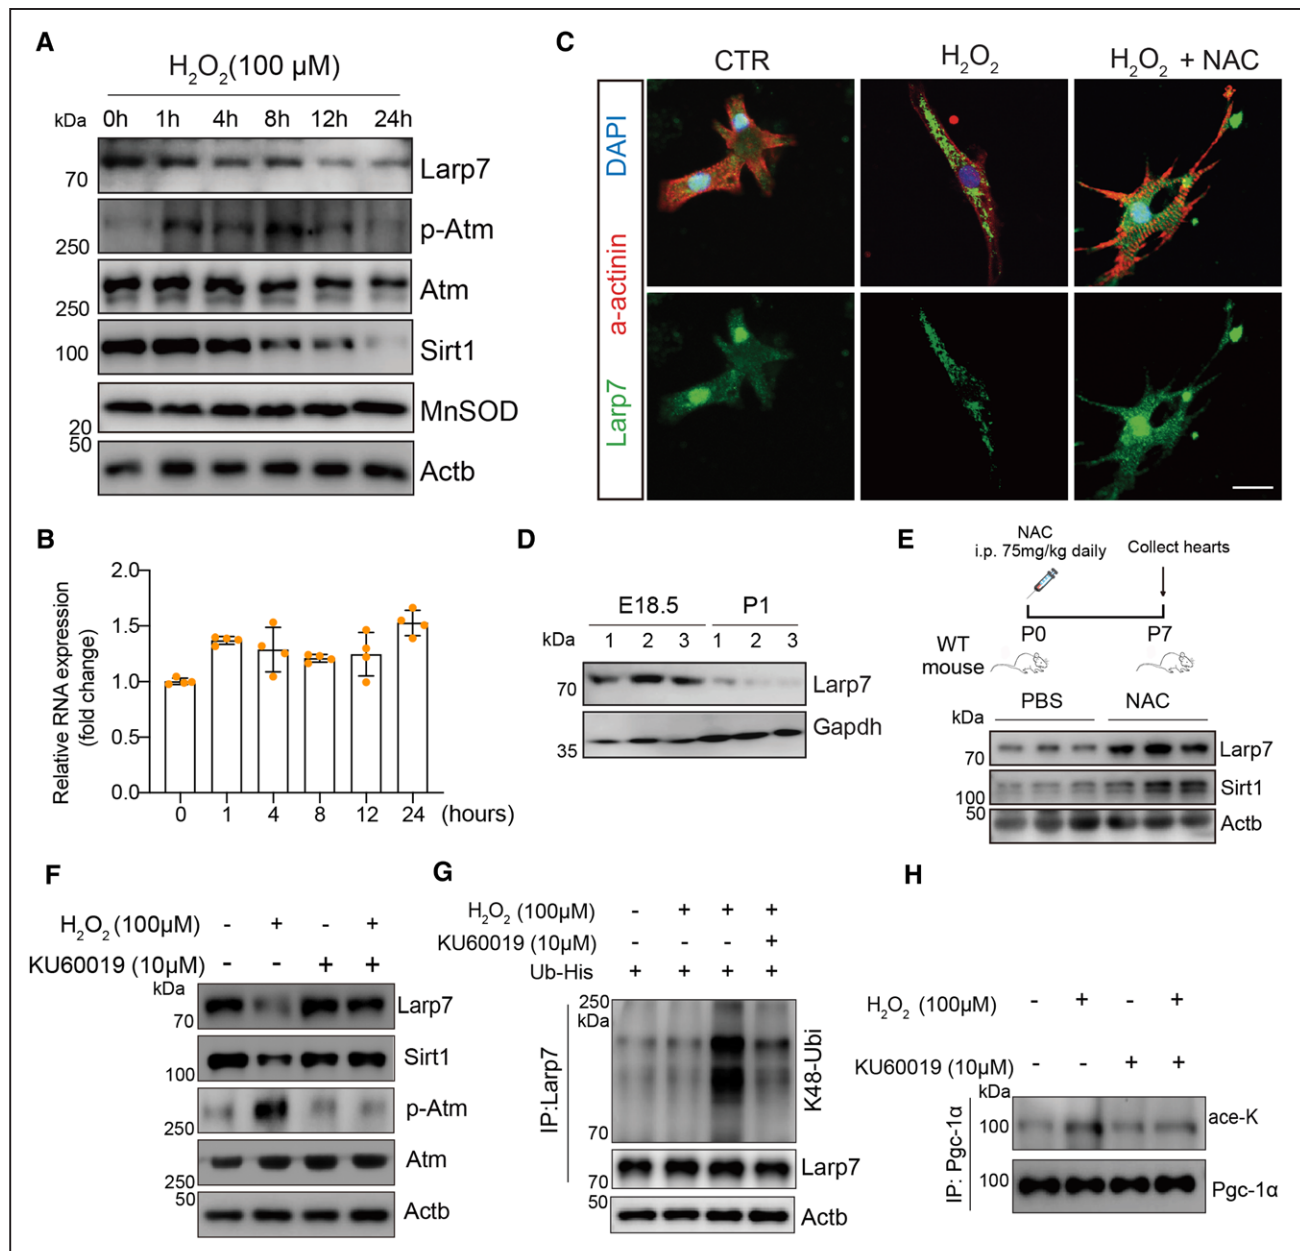 A
H2O2(100 µM)
kDa 0h 1h 4h 8h 12h 24h
70 Larp7
250 p-Atm
250 Atm
100 Sirt1
20 MnSOD
50 Actb
B
Relative RNA expression
(fold change)
2.0
1.5
1.0
0.5
0.0
0 1 4 8 12 24 (hours)
C
CTR H2O2 H2O2 + NAC
Larp7 a-actinin DAPI
D
E18.5 P1
kDa 1 2 3 1 2 3
70 Larp7
35 Gapdh
E
NAC
i.p. 75mg/kg daily Collect hearts
P0 P7
WT
mouse
PBS NAC
kDa
70 Larp7
100 Sirt1
50 Actb
F
H2O2 (100µM) - + - +
KU60019 (10µM) - - + +
kDa
70 Larp7
100 Sirt1
250 p-Atm
250 Atm
50 Actb
G
H2O2 (100µM) - + + +
KU60019 (10µM) - - - +
Ub-His + + + +
250
kDa
IP:Larp7
K48-Ubi
70
70 Larp7
50 Actb
H
H2O2 (100µM) - + - +
KU60019 (10µM) - - + +
kDa
IP: Pgc-1α
100 ace-K
100 Pgc-1α